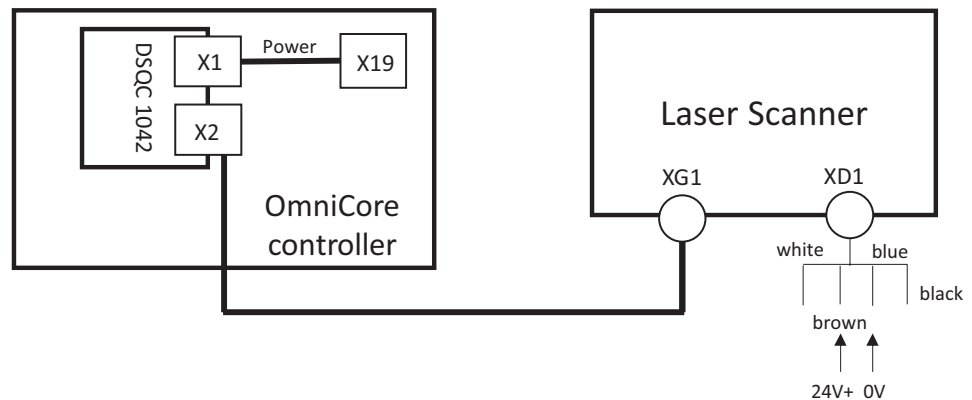 Power
X1
X19
DSQC 1042
X2
OmniCore
controller
Laser Scanner
XG1
XD1
white
blue
black
brown
24V+ 0V